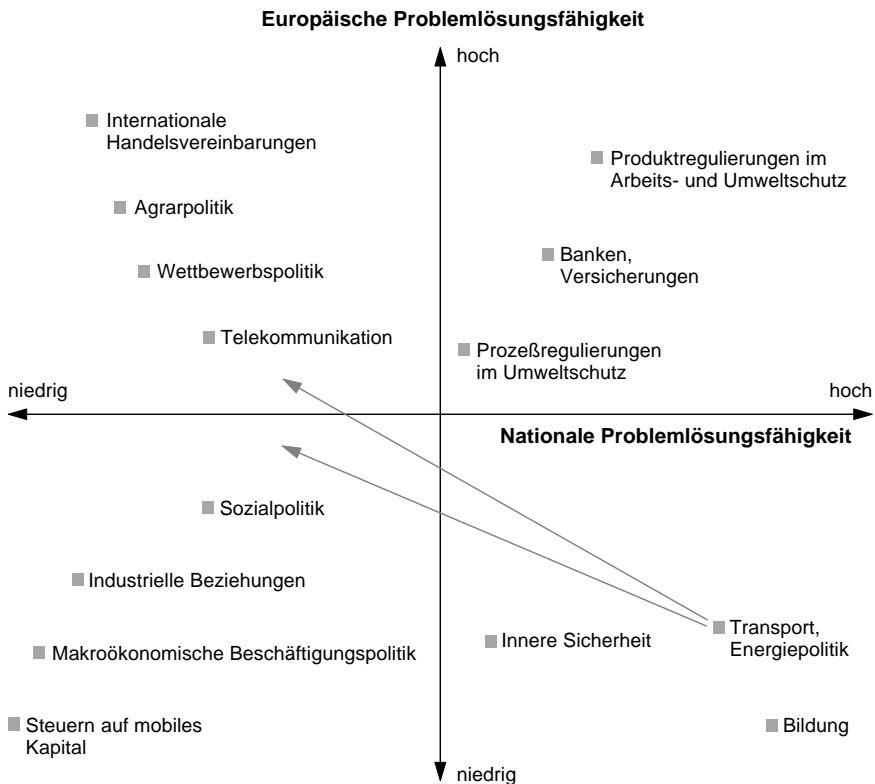 Europäische Problemlösungsfähigkeit
hoch
Internationale
Handelsvereinbarungen
Produktregulierungen im
Arbeits- und Umweltschutz
Agrarpolitik
Banken,
Versicherungen
Wettbewerbspolitik
Telekommunikation
Prozeßregulierungen
im Umweltschutz
niedrig
hoch
Nationale Problemlösungsfähigkeit
Sozialpolitik
Industrielle Beziehungen
Transport,
Energiepolitik
Innere Sicherheit
Makroökonomische Beschäftigungspolitik
Steuern auf mobiles
Kapital
Bildung
niedrig